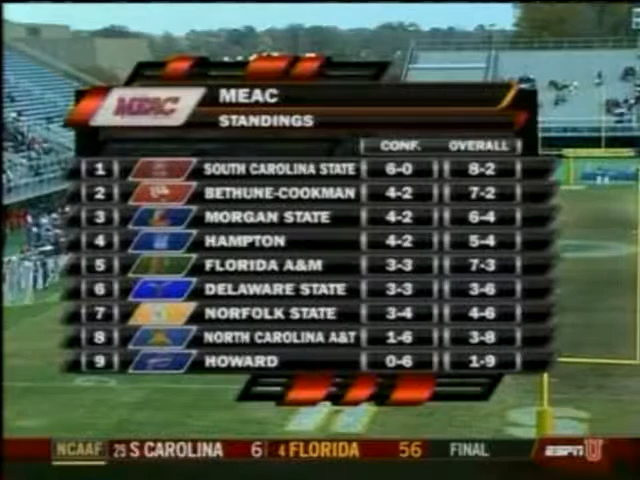 MEAC
MEAC
STANDINGS
CONF. OVERALL
1 SOUTH CAROLINA STATE 6-0 8-2
2 BETHUNE-COOKMAN 4-2 7-2
3 MORGAN STATE 4-2 6-4
4 HAMPTON 4-2 5-4
5 FLORIDA A&M 3-3 7-3
6 DELAWARE STATE 3-3 3-6
7 NORFOLK STATE 3-4 4-6
8 NORTH CAROLINA A&T 1-6 3-8
9 HOWARD 0-6 1-9
NCAAF 25 S CAROLINA 6 4 FLORIDA 56 FINAL ESPN U